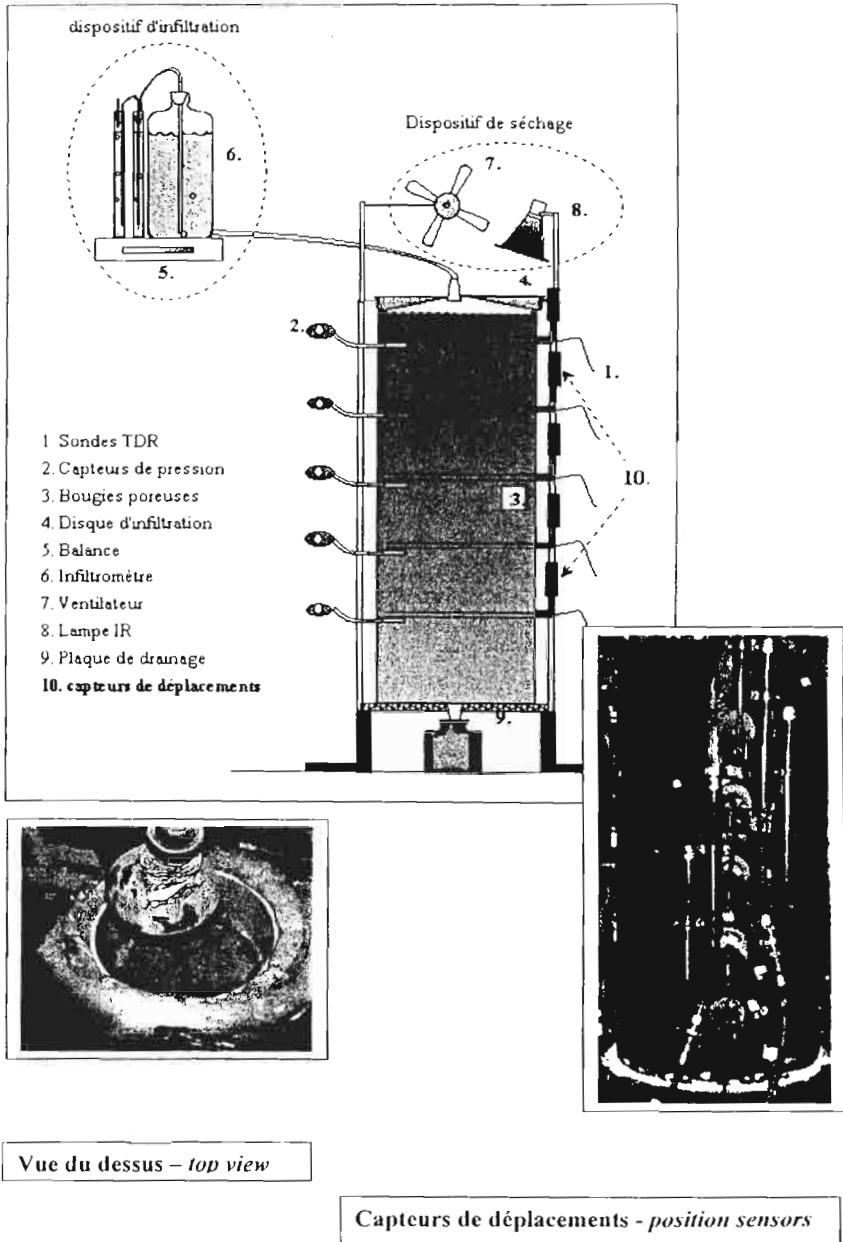 dispositif d'infiltration
Dispositif de séchage
6.
7.
8.
5.
4.
2.
1.
10.
3.
9.
1 Sondes TDR
2. Capteurs de pression
3. Bougies poreuses
4. Disque d'infiltration
5. Balance
6. Infiltromètre
7. Ventilateur
8. Lampe IR
9. Plaque de drainage
10. capteurs de déplacements
Vue du dessus – top view
Capteurs de déplacements - position sensors